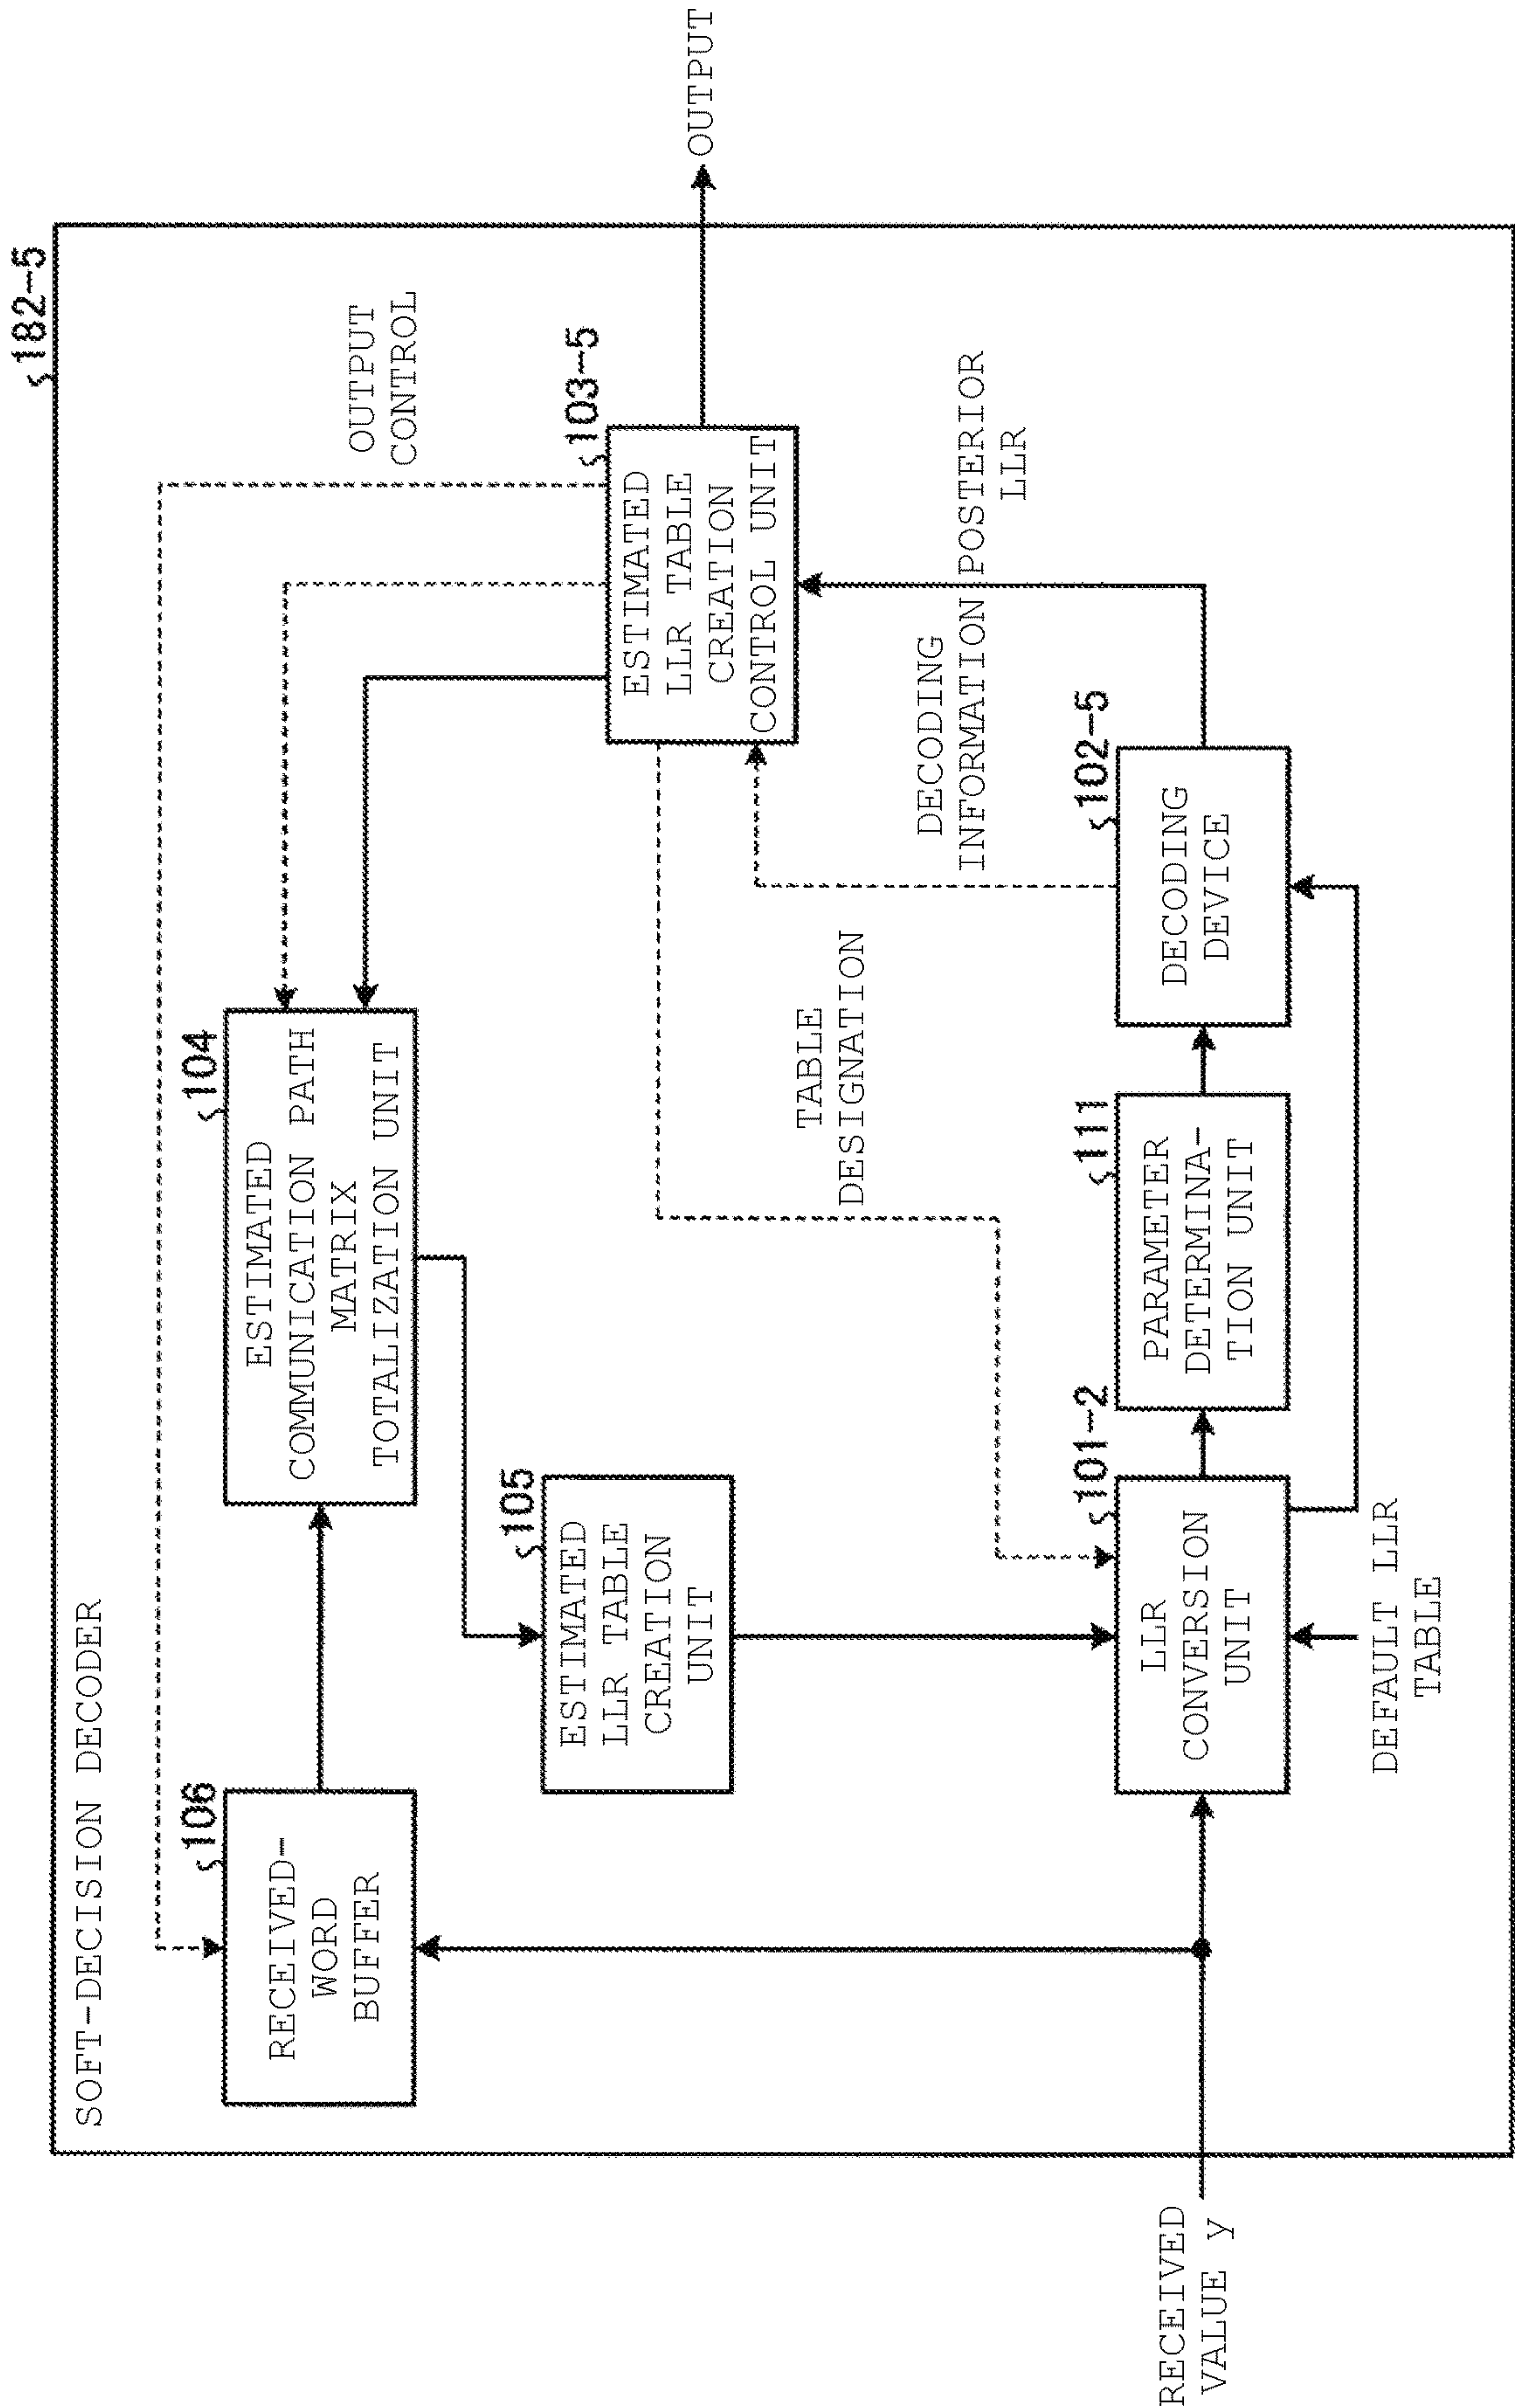 182-5
SOFT-DECISION DECODER
OUTPUT
CONTROL
106
RECEIVED-
WORD
BUFFER
104
ESTIMATED
COMMUNICATION PATH
MATRIX
TOTALIZATION UNIT
105
ESTIMATED
LLR TABLE
CREATION
UNIT
103-5
ESTIMATED
LLR TABLE
CREATION
CONTROL UNIT
OUTPUT
TABLE
DESIGNATION
DECODING
INFORMATION
POSTERIOR
LLR
101-2
LLR
CONVERSION
UNIT
111
PARAMETER
DETERMINA-
TION UNIT
102-5
DECODING
DEVICE
RECEIVED
VALUE y
DEFAULT LLR
TABLE